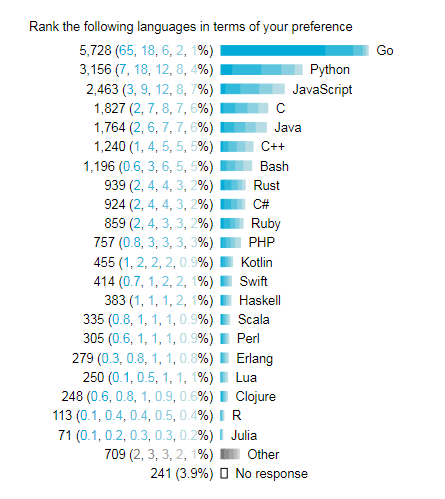 Rank the following languages in terms of your preference
5,728 (65, 18, 6, 2, 1%) Go
3,156 (7, 18, 12, 8, 4%) Python
2,463 (3, 9, 12, 8, 7%) JavaScript
1,827 (2, 7, 8, 7, 6%) C
1,764 (2, 6, 7, 7, 6%) Java
1,240 (1, 4, 5, 5, 5%) C++
1,196 (0.6, 3, 6, 5, 5%) Bash
939 (2, 4, 4, 3, 2%) Rust
924 (2, 4, 4, 3, 2%) C#
859 (2, 4, 3, 3, 2%) Ruby
757 (0.8, 3, 3, 3, 3%) PHP
455 (1, 2, 2, 2, 0.9%) Kotlin
414 (0.7, 1, 2, 2, 1%) Swift
383 (1, 1, 1, 2, 1%) Haskell
335 (0.8, 1, 1, 1, 0.9%) Scala
305 (0.6, 1, 1, 1, 0.9%) Perl
279 (0.3, 0.8, 1, 1, 0.8%) Erlang
250 (0.1, 0.5, 1, 1, 1%) Lua
248 (0.6, 0.8, 1, 0.9, 0.6%) Clojure
113 (0.1, 0.4, 0.4, 0.5, 0.4%) R
71 (0.1, 0.2, 0.3, 0.3, 0.2%) Julia
709 (2, 3, 3, 2, 1%) Other
241 (3.9%) No response